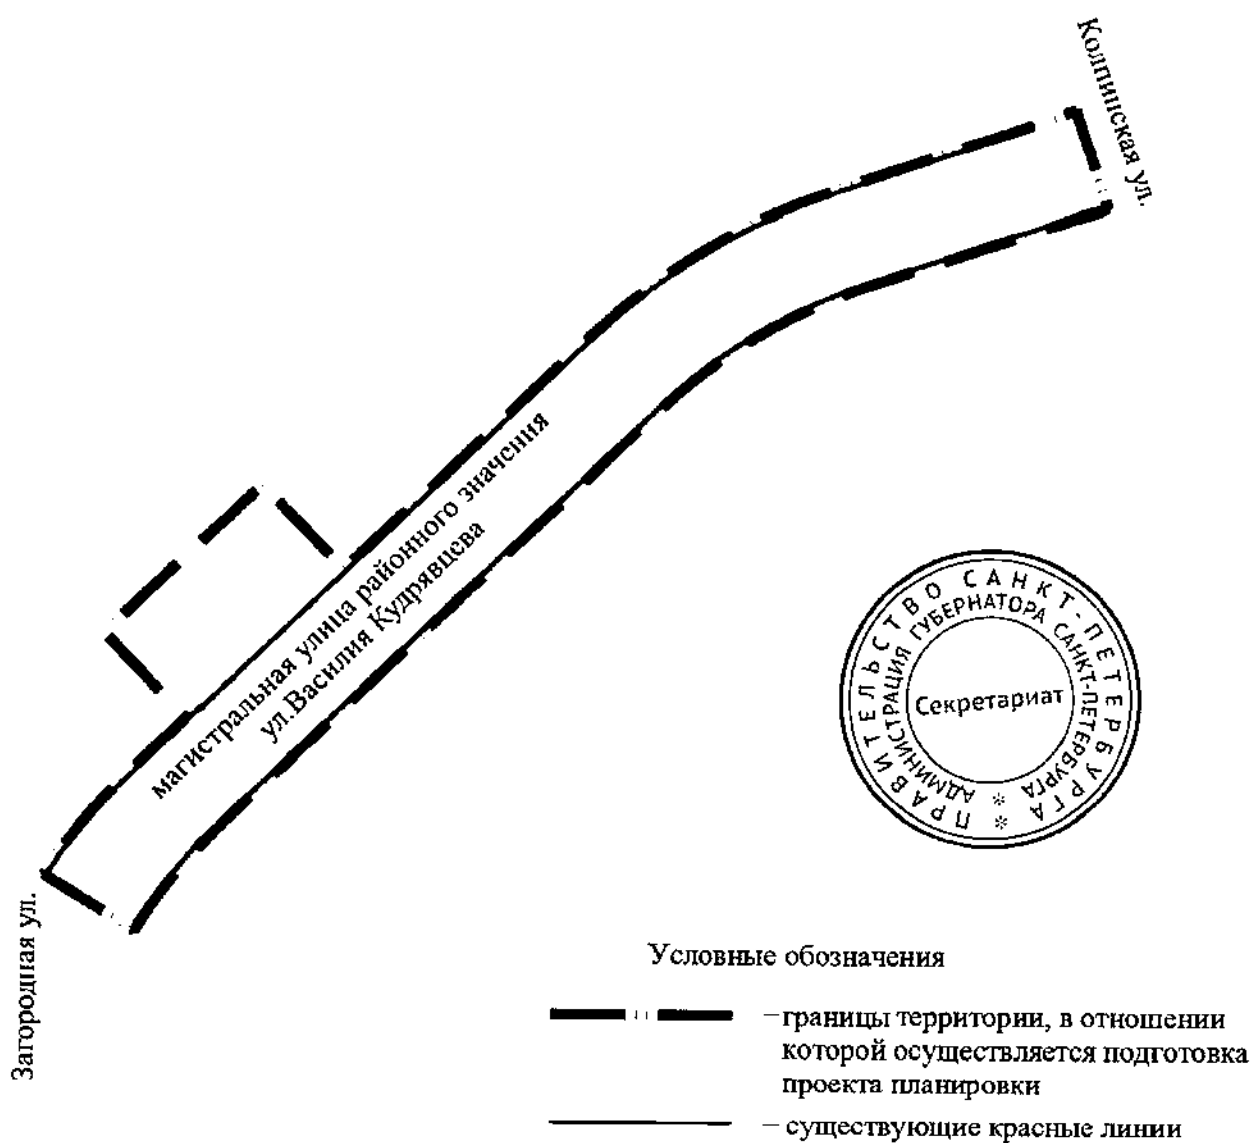 Колпинская ул.
магистральная улица районного значения
ул.Василия Кудрявцева
ПРАВИТЕЛЬСТВО САНКТ-ПЕТЕРБУРГА *
АДМИНИСТРАЦИЯ ГУБЕРНАТОРА САНКТ-ПЕТЕРБУРГА *
Секретариат
Загородная ул.
Условные обозначения
– границы территории, в отношении
которой осуществляется подготовка
проекта планировки
– существующие красные линии